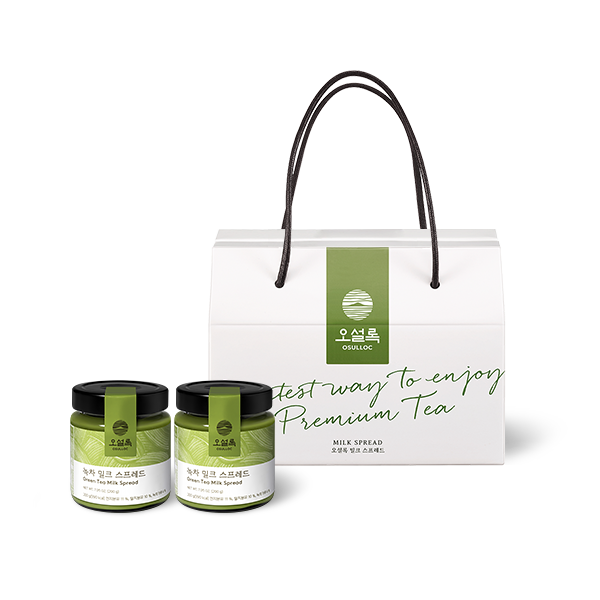 오설록
OSULLOC
test way to enjoy
Premium Tea
MILK SPREAD
오설록 밀크 스프레드
오설록
OSULLOC
녹차 밀크 스프레드
Green Tea Milk Spread
오설록
OSULLOC
녹차 밀크 스프레드
Green Tea Milk Spread